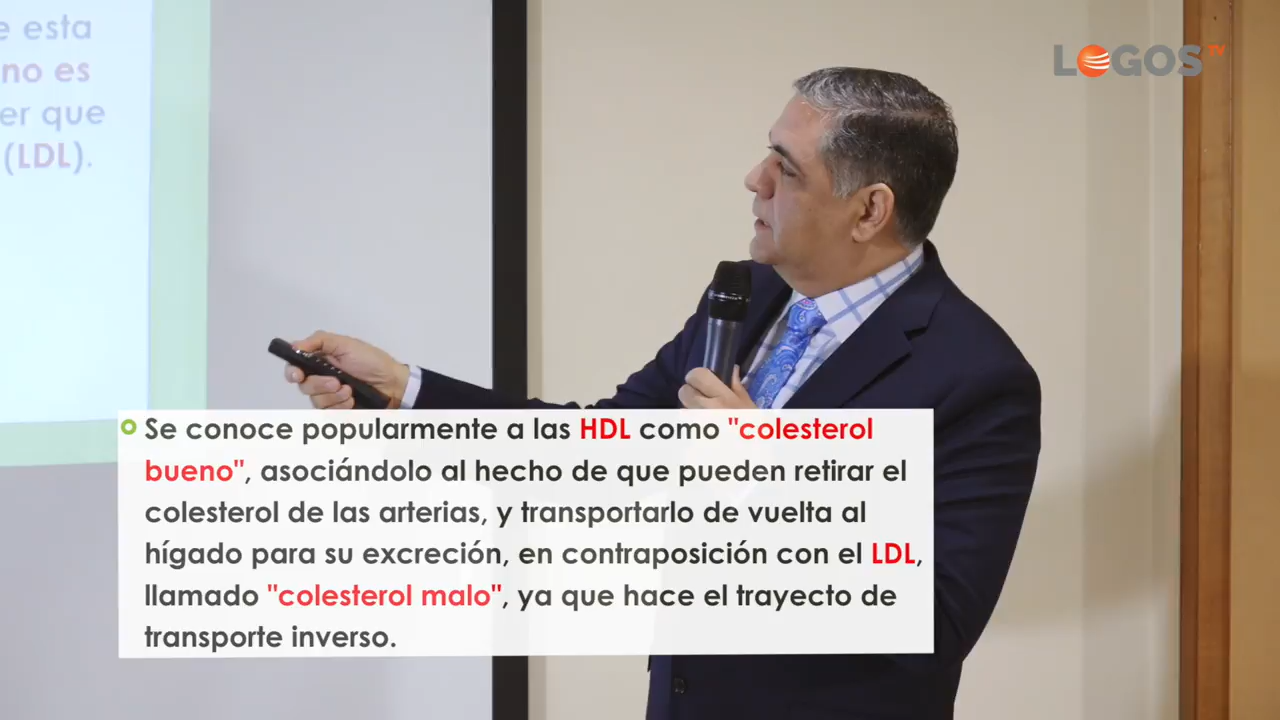 e esta
no es
er que
(LDL).
LOGOS TV
Se conoce popularmente a las HDL como "colesterol
bueno", asociándolo al hecho de que pueden retirar el
colesterol de las arterias, y transportarlo de vuelta al
hígado para su excreción, en contraposición con el LDL,
llamado "colesterol malo", ya que hace el trayecto de
transporte inverso.